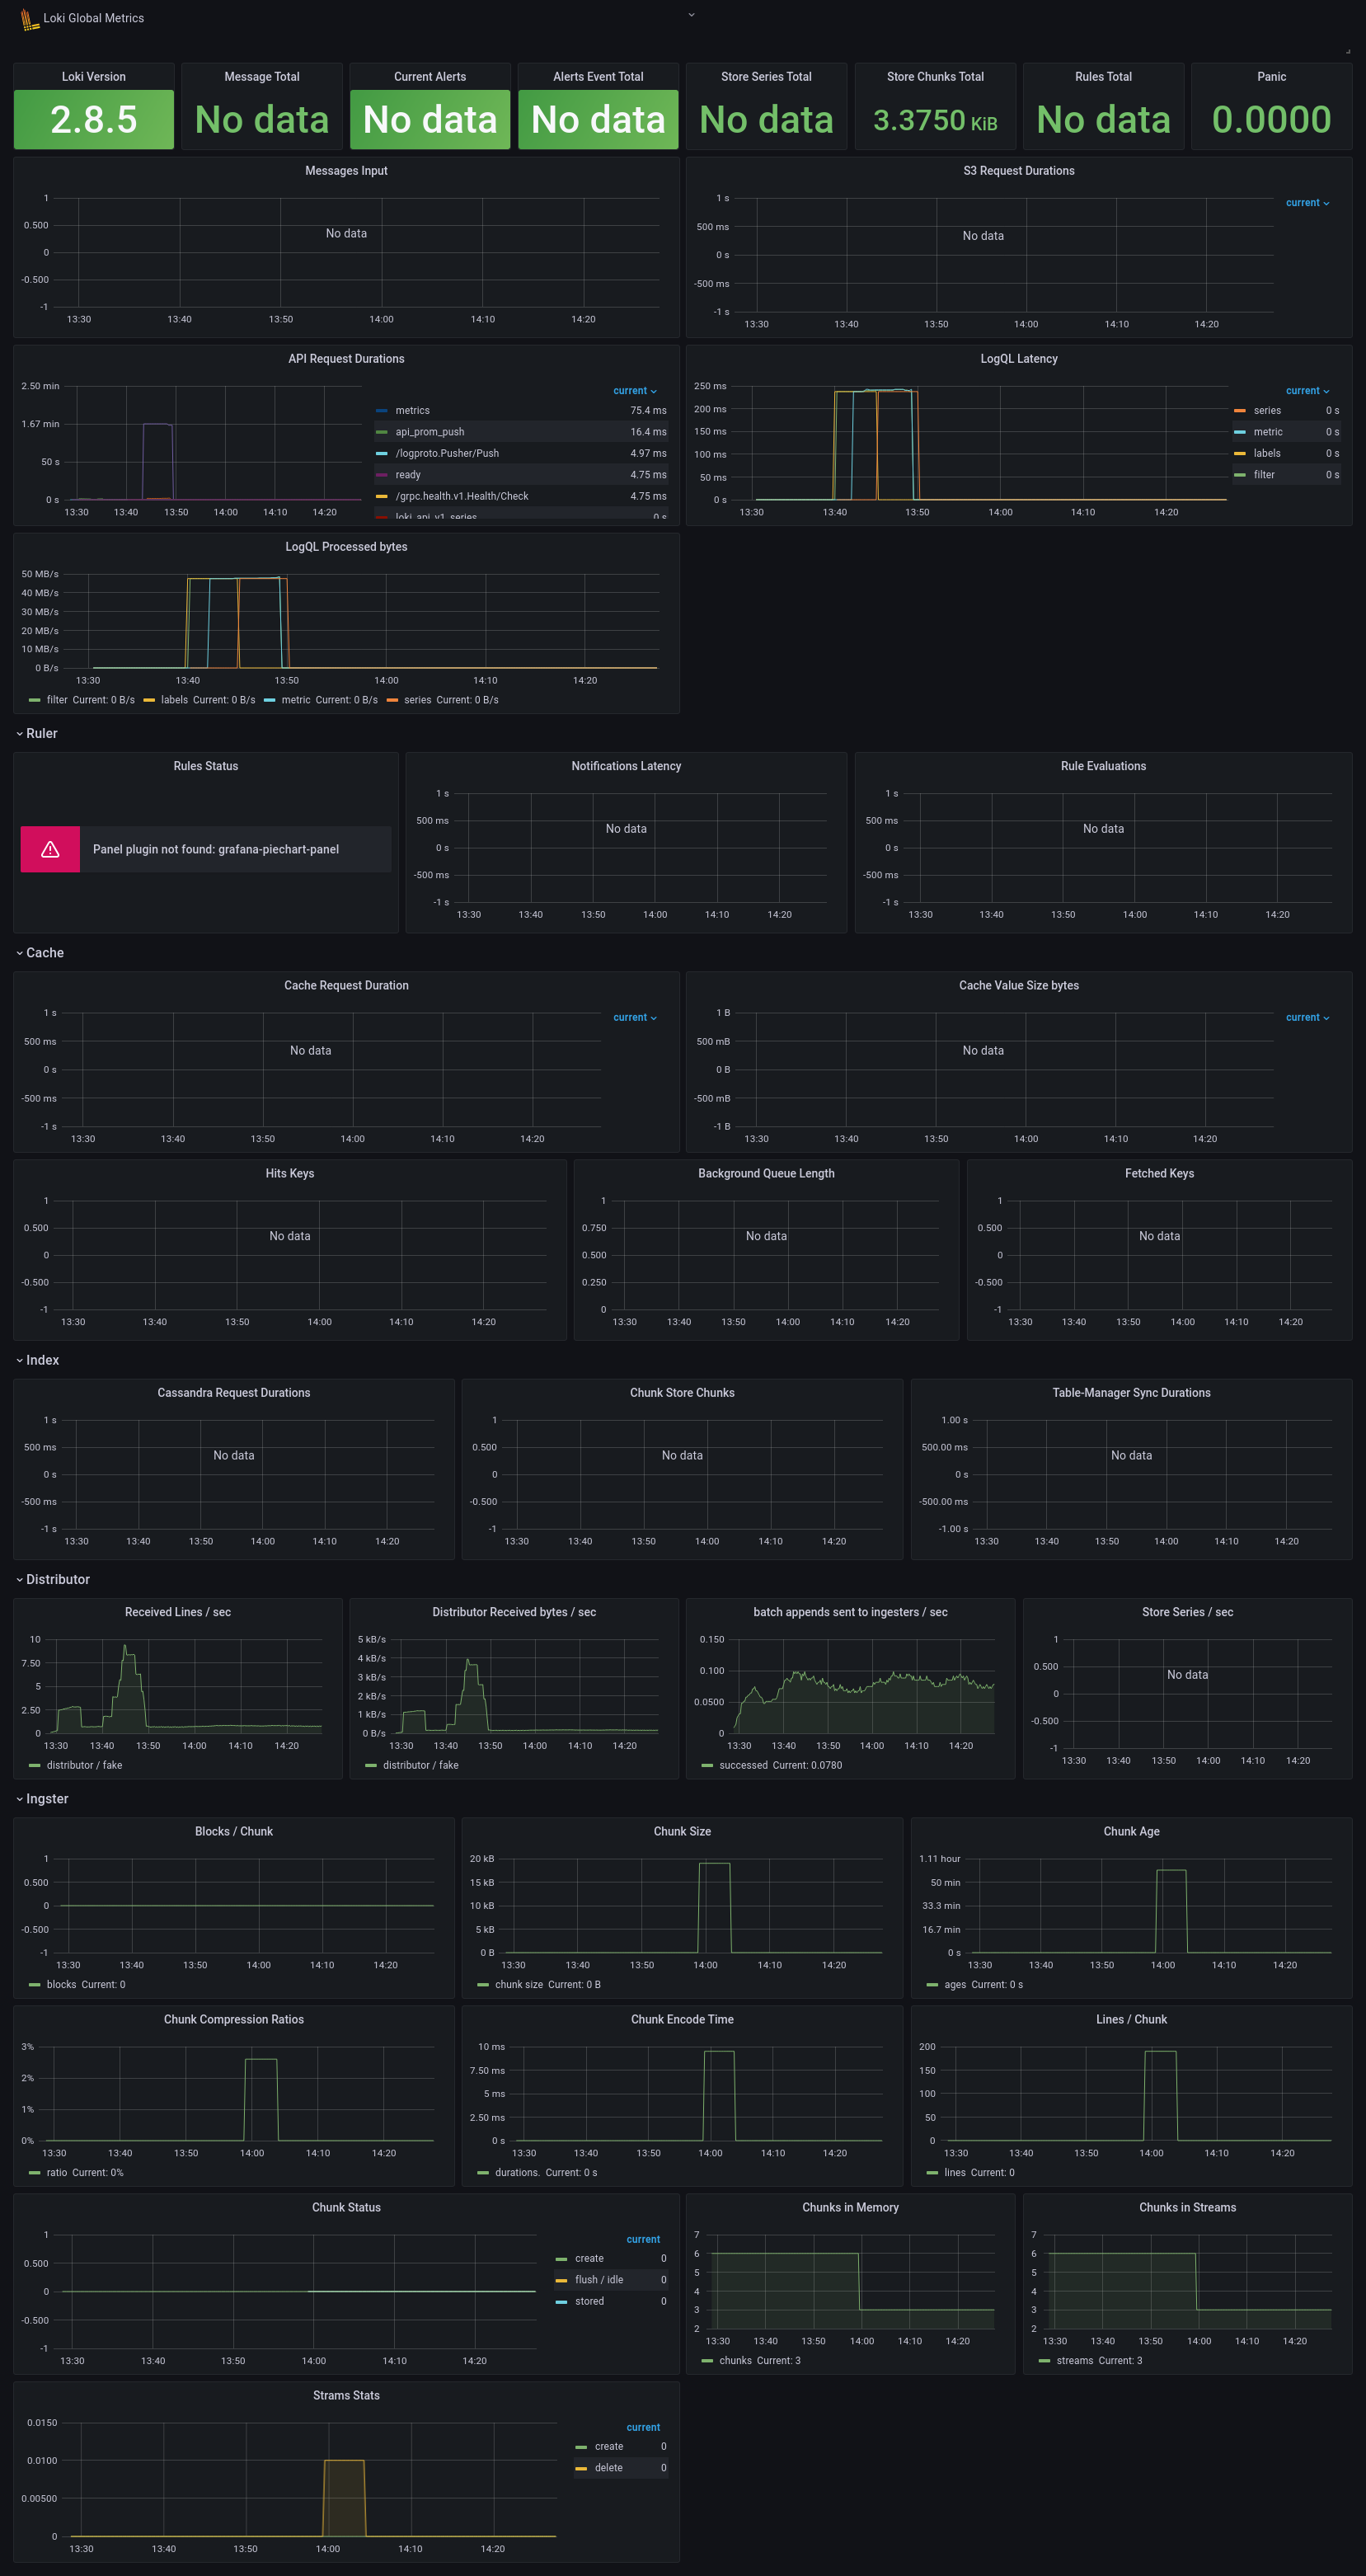 Loki Global Metrics
Loki Version
2.8.5
Message Total
No data
Current Alerts
No data
Alerts Event Total
No data
Store Series Total
No data
Store Chunks Total
3.3750 KiB
Rules Total
No data
Panic
0.0000
Messages Input
1
0.500
0
-0.500
-1
No data
13:30 13:40 13:50 14:00 14:10 14:20
S3 Request Durations
1 s
500 ms
0 s
-500 ms
-1 s
No data
13:30 13:40 13:50 14:00 14:10 14:20
current
API Request Durations
2.50 min
1.67 min
50 s
0 s
13:30 13:40 13:50 14:00 14:10 14:20
current
metrics 75.4 ms
api_prom_push 16.4 ms
/logproto.Pusher/Push 4.97 ms
ready 4.75 ms
/grpc.health.v1.Health/Check 4.75 ms
loki_api_v1_series 0 s
LogQL Latency
250 ms
200 ms
150 ms
100 ms
50 ms
0 s
13:30 13:40 13:50 14:00 14:10 14:20
current
series 0 s
metric 0 s
labels 0 s
filter 0 s
LogQL Processed bytes
50 MB/s
40 MB/s
30 MB/s
20 MB/s
10 MB/s
0 B/s
13:30 13:40 13:50 14:00 14:10 14:20
filter Current: 0 B/s labels Current: 0 B/s metric Current: 0 B/s series Current: 0 B/s
Ruler
Rules Status
Panel plugin not found: grafana-piechart-panel
Notifications Latency
1 s
500 ms
0 s
-500 ms
-1 s
No data
13:30 13:40 13:50 14:00 14:10 14:20
Rule Evaluations
1 s
500 ms
0 s
-500 ms
-1 s
No data
13:30 13:40 13:50 14:00 14:10 14:20
Cache
Cache Request Duration
1 s
500 ms
0 s
-500 ms
-1 s
No data
13:30 13:40 13:50 14:00 14:10 14:20
current
Cache Value Size bytes
1 B
500 mB
0 B
-500 mB
-1 B
No data
13:30 13:40 13:50 14:00 14:10 14:20
current
Hits Keys
1
0.500
0
-0.500
-1
No data
13:30 13:40 13:50 14:00 14:10 14:20
Background Queue Length
1
0.750
0.500
0.250
0
No data
13:30 13:40 13:50 14:00 14:10 14:20
Fetched Keys
1
0.500
0
-0.500
-1
No data
13:30 13:40 13:50 14:00 14:10 14:20
Index
Cassandra Request Durations
1 s
500 ms
0 s
-500 ms
-1 s
No data
13:30 13:40 13:50 14:00 14:10 14:20
Chunk Store Chunks
1
0.500
0
-0.500
-1
No data
13:30 13:40 13:50 14:00 14:10 14:20
Table-Manager Sync Durations
1.00 s
500.00 ms
0 s
-500.00 ms
-1.00 s
No data
13:30 13:40 13:50 14:00 14:10 14:20
Distributor
Received Lines / sec
10
7.50
5
2.50
0
13:30 13:40 13:50 14:00 14:10 14:20
distributor / fake
Distributor Received bytes / sec
5 kB/s
4 kB/s
3 kB/s
2 kB/s
1 kB/s
0 B/s
13:30 13:40 13:50 14:00 14:10 14:20
distributor / fake
batch appends sent to ingesters / sec
0.150
0.100
0.0500
0
13:30 13:40 13:50 14:00 14:10 14:20
successed Current: 0.0780
Store Series / sec
1
0.500
0
-0.500
-1
No data
13:30 13:40 13:50 14:00 14:10 14:20
Ingster
Blocks / Chunk
1
0.500
0
-0.500
-1
13:30 13:40 13:50 14:00 14:10 14:20
blocks Current: 0
Chunk Size
20 kB
15 kB
10 kB
5 kB
0 B
13:30 13:40 13:50 14:00 14:10 14:20
chunk size Current: 0 B
Chunk Age
1.11 hour
50 min
33.3 min
16.7 min
0 s
13:30 13:40 13:50 14:00 14:10 14:20
ages Current: 0 s
Chunk Compression Ratios
3%
2%
1%
0%
13:30 13:40 13:50 14:00 14:10 14:20
ratio Current: 0%
Chunk Encode Time
10 ms
7.50 ms
5 ms
2.50 ms
0 s
13:30 13:40 13:50 14:00 14:10 14:20
durations. Current: 0 s
Lines / Chunk
200
150
100
50
0
13:30 13:40 13:50 14:00 14:10 14:20
lines Current: 0
Chunk Status
1
0.500
0
-0.500
-1
13:30 13:40 13:50 14:00 14:10 14:20
current
create 0
flush / idle 0
stored 0
Chunks in Memory
7
6
5
4
3
2
13:30 13:40 13:50 14:00 14:10 14:20
chunks Current: 3
Chunks in Streams
7
6
5
4
3
2
13:30 13:40 13:50 14:00 14:10 14:20
streams Current: 3
Strams Stats
0.0150
0.0100
0.00500
0
13:30 13:40 13:50 14:00 14:10 14:20
current
create 0
delete 0